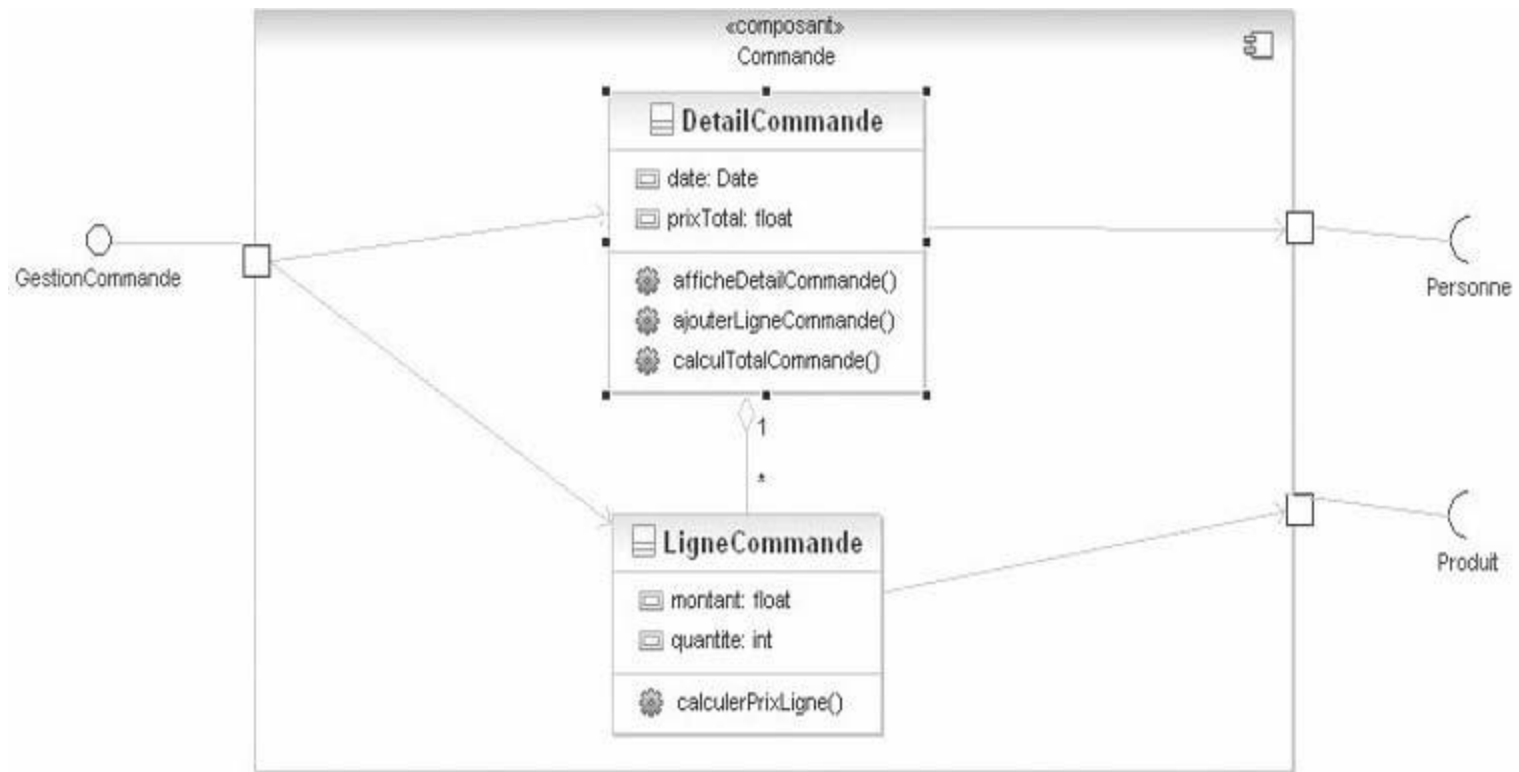 «composant»
Commande
DetailCommande
date: Date
prixTotal: float
GestionCommande
afficheDetailCommande()
ajouterLigneCommande()
calculTotalCommande()
Personne
1
*
LigneCommande
montant: float
quantite: int
calculerPrixLigne()
Produit